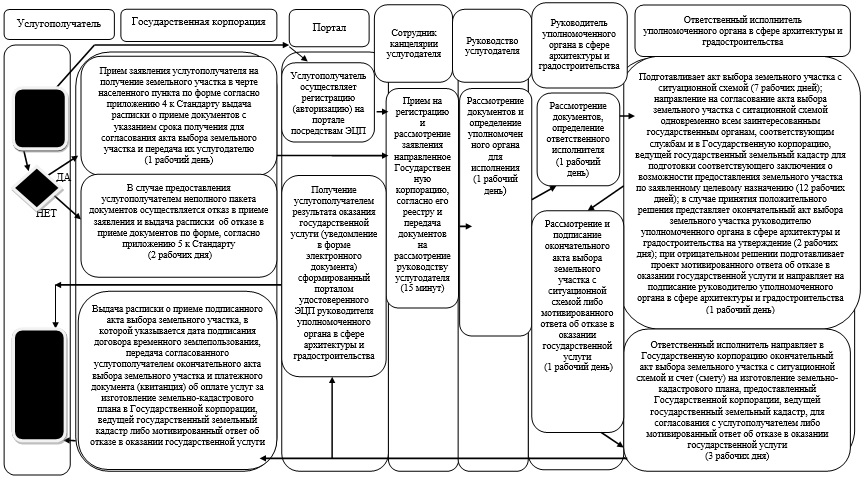 Услугополучатель
Государственная корпорация
Портал
Сотрудник
канцелярии
услугодателя
Руководство
услугодателя
Руководитель
уполномоченного
органа в сфере
архитектуры и
градостроительства
Ответственный исполнитель
уполномоченного органа в сфере архитектуры и
градостроительства
ДА
НЕТ
Прием заявления услугополучателя на
получение земельного участка в черте
населенного пункта по форме согласно
приложению 4 к Стандарту выдача
расписки о приеме документов с
указанием срока получения для
согласования акта выбора земельного
участка и передача их услугодателю
(1 рабочий день)
В случае предоставления
услугополучателем неполного пакета
документов осуществляется отказ в приеме
заявления и выдача расписки об отказе в
приеме документов по форме, согласно
приложению 5 к Стандарту
(2 рабочих дня)
Выдача расписки о приеме подписанного
акта выбора земельного участка, в
которой указывается дата подписания
договора временного землепользования,
передача согласованного
услугополучателем окончательного акта
выбора земельного участка и платежного
документа (квитанция) об оплате услуг за
изготовление земельно-кадастрового
плана в Государственной корпорации,
ведущей государственный земельный
кадастр либо мотивированный ответ об
отказе в оказании государственной услуги
Услугополучатель
осуществляет
регистрацию
(авторизацию) на
портале
посредствам ЭЦП
Получение
услугополучателем
результата оказания
государственной
услуги (уведомление
в форме
электронного
документа)
сформированный
порталом
удостоверенного
ЭЦП руководителя
уполномоченного
органа в сфере
архитектуры и
градостроительства
Прием на
регистрацию
и
рассмотрение
заявления
направленное
Государствен
ную
корпорацию,
согласно его
реестру и
передача
документов
на
рассмотрение
руководству
услугодателя
(15 минут)
Рассмотрение
документов
и определение
уполномочен
ного органа
для
исполнения
(1 рабочий
день)
Рассмотрение
документов,
определение
ответственного
исполнителя
(1 рабочий
день)
Рассмотрение и
подписание
окончательного
акта выбора
земельного
участка с
ситуационной
схемой либо
мотивированного
ответа об отказе в
оказании
государственной
услуги
(1 рабочий день)
Подготавливает акт выбора земельного участка с
ситуационной схемой (7 рабочих дней);
направление на согласование акта выбора
земельного участка с ситационной схемой
одновременно всем заинтересованным
государственным органам, соответствующим
службам и в Государственную корпорацию,
ведущей государственный земельный кадастр для
подготовки соответствующего заключения о
возможности предоставления земельного участка
по заявленному целевому назначению (12 рабочих
дней); в случае принятия положительного
решения представляет окончательный акт выбора
земельного участка руководителю
уполномоченного органа в сфере архитектуры и
градостроительства на утверждение (2 рабочих
дня); при отрицательном решении подготавливает
проект мотивированного ответа об отказе в
оказании государственной услуги и направляет на
подписание руководителю уполномоченного
органа в сфере архитектуры и градостроительства
(1 рабочий день)
Ответственный исполнитель направляет в
Государственную корпорацию окончательный
акт выбора земельного участка с ситуационной
схемой и счет (смету) на изготовление земельно-
кадастрового плана, предоставленный
Государственной корпорации, ведущей
государственный земельный кадастр, для
согласования с услугополучателем либо
мотивированный ответ об отказе в оказании
государственной услуги
(3 рабочих дня)